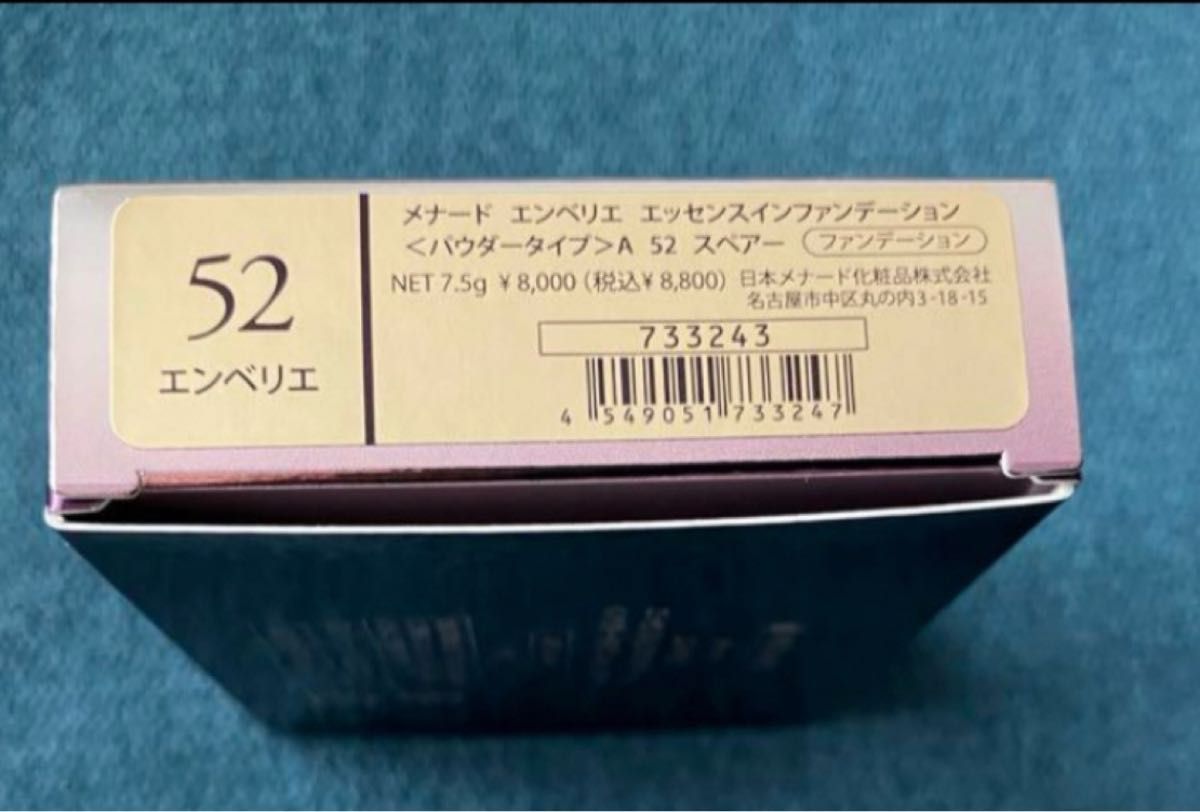 52
エンベリエ
メナード エンベリエ エッセンスインファンデーション
＜パウダータイプ＞A 52 スペアー ファンデーション
NET 7.5g ¥8,000（税込¥8,800）日本メナード化粧品株式会社
名古屋市中区丸の内3-18-15
733243
4 549051 733247